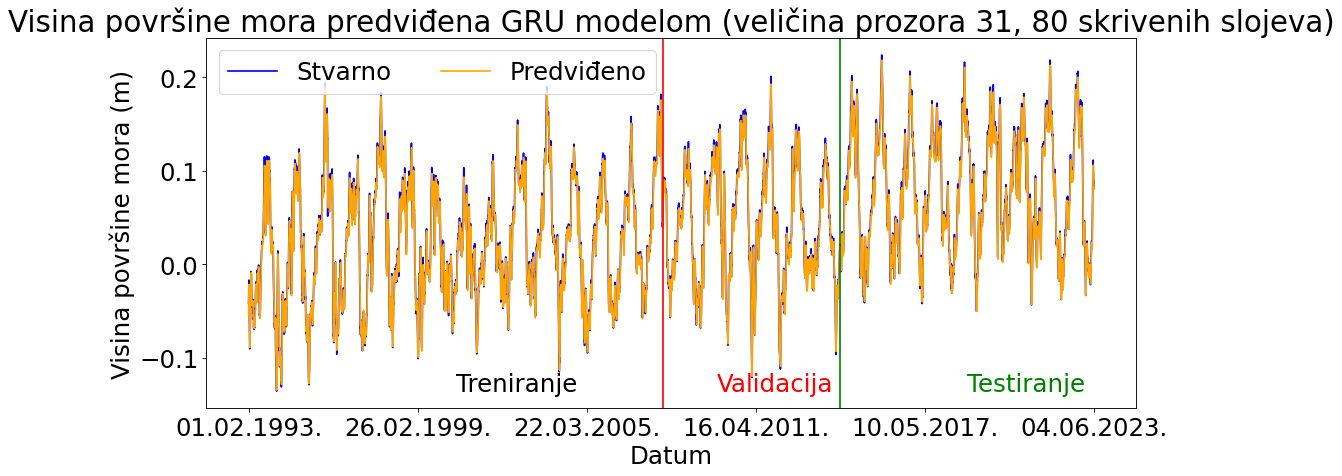 Visina površine mora predviđena GRU modelom (veličina prozora 31, 80 skrivenih slojeva)
Stvarno Predviđeno
Visina površine mora (m)
0.2
0.1
0.0
−0.1
Treniranje Validacija Testiranje
01.02.1993. 26.02.1999. 22.03.2005. 16.04.2011. 10.05.2017. 04.06.2023.
Datum